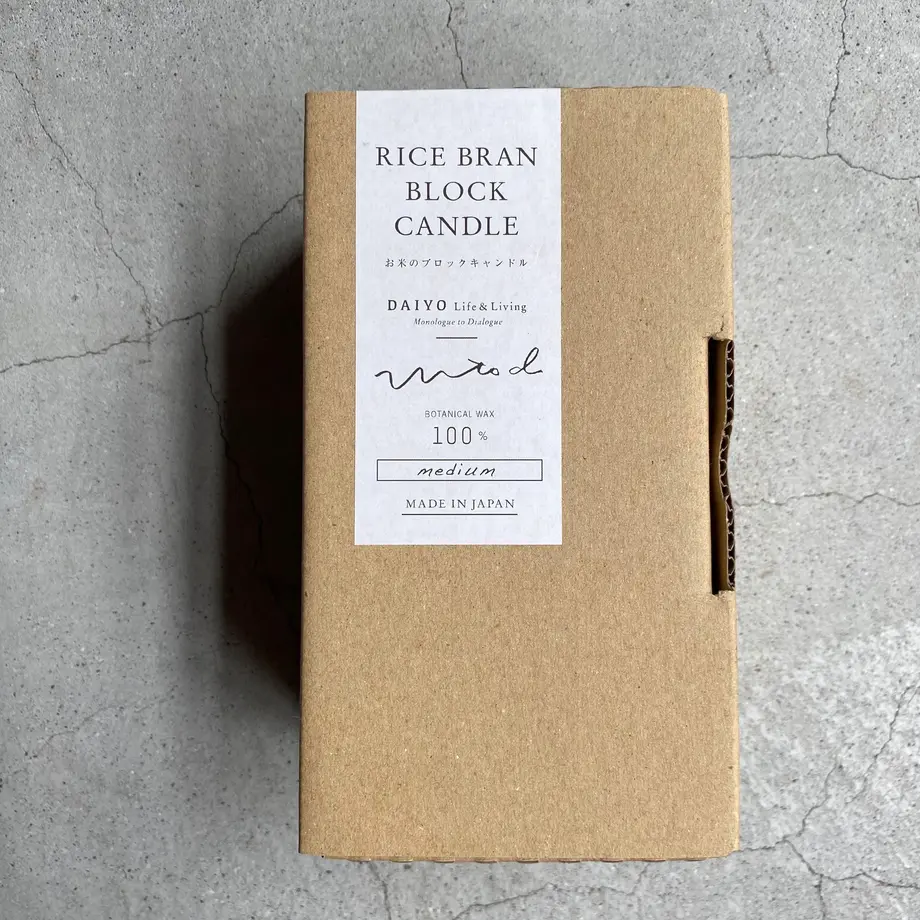 RICE BRAN
BLOCK
CANDLE
お米のブロックキャンドル
DAIYO Life & Living
Monologue to Dialogue
BOTANICAL WAX
100 %
medium
MADE IN JAPAN